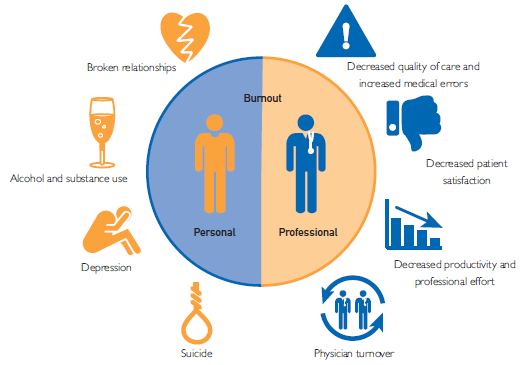 Broken relationships
Decreased quality of care and
increased medical errors
Burnout
Alcohol and substance use
Decreased patient
satisfaction
Personal
Professional
Depression
Decreased productivity and
professional effort
Suicide
Physician turnover